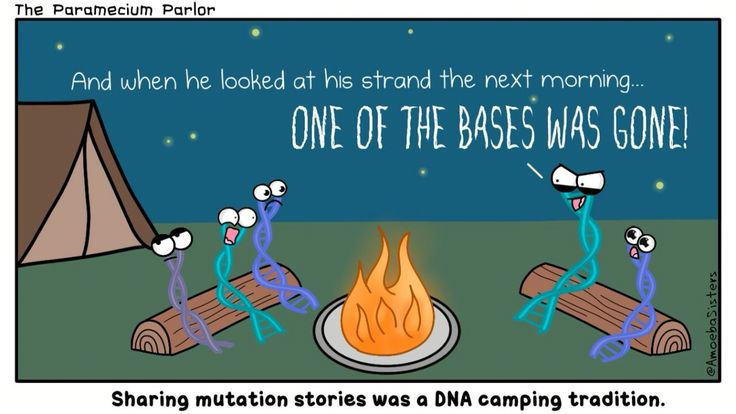 The Paramecium Parlor
And when he looked at his strand the next morning...
ONE OF THE BASES WAS GONE!
@AmoebaSisters
Sharing mutation stories was a DNA camping tradition.